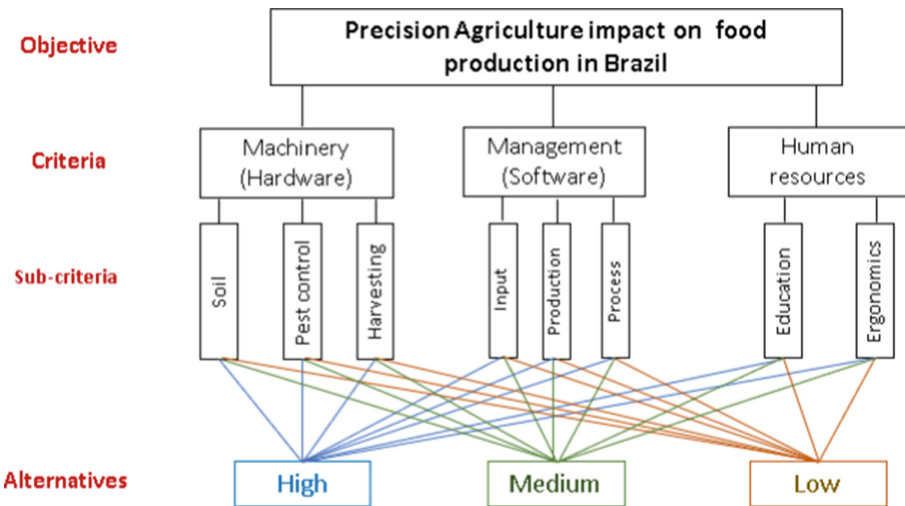 Objective
Precision Agriculture impact on food
production in Brazil
Criteria
Machinery
(Hardware)
Management
(Software)
Human
resources
Sub-criteria
Soil
Pest control
Harvesting
Input
Production
Process
Education
Ergonomics
Alternatives
High
Medium
Low